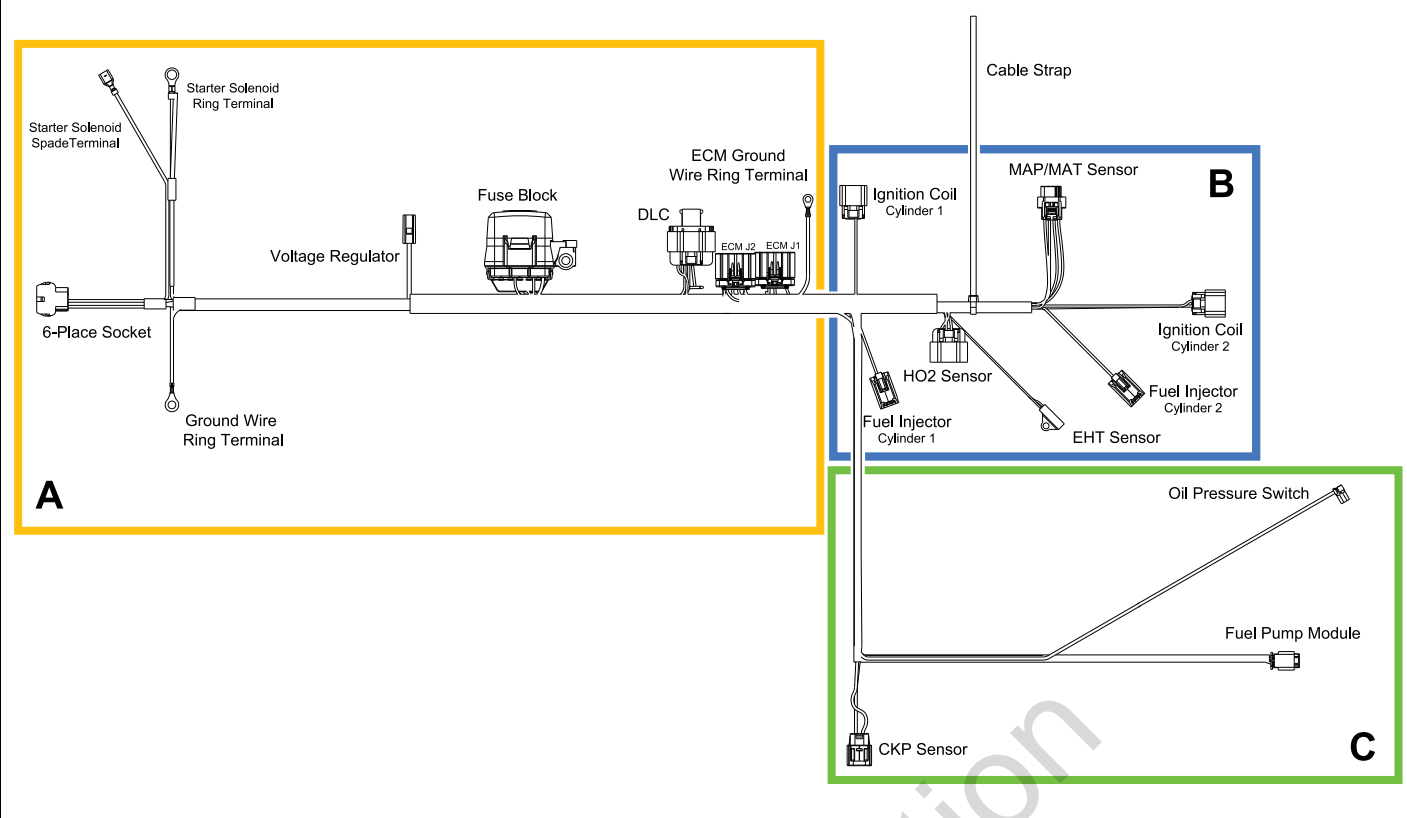 Starter Solenoid
Ring Terminal
Starter Solenoid
SpadeTerminal
Voltage Regulator
Fuse Block
DLC
ECM Ground
Wire Ring Terminal
ECM J2
ECM J1
6-Place Socket
Ground Wire
Ring Terminal
A
Cable Strap
Ignition Coil
Cylinder 1
MAP/MAT Sensor
B
Ignition Coil
Cylinder 2
HO2 Sensor
Fuel Injector
Cylinder 2
Fuel Injector
Cylinder 1
EHT Sensor
Oil Pressure Switch
Fuel Pump Module
CKP Sensor
C